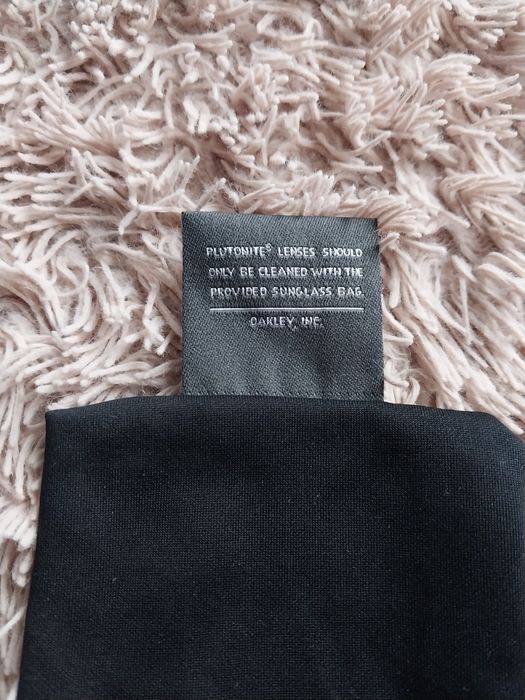 PLUTONITE® LENSES SHOULD
ONLY BE CLEANED WITH THE
PROVIDED SUNGLASS BAG.
OAKLEY, INC.